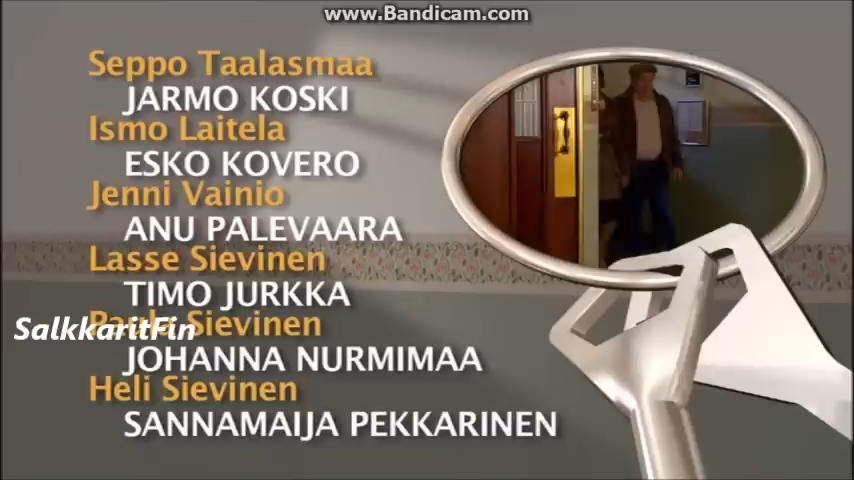 www.Bandicam.com
Seppo Taalasmaa
JARMO KOSKI
Ismo Laitela
ESKO KOVERO
Jenni Vainio
ANU PALEVAARA
Lasse Sievinen
TIMO JURKKA
SalkkaritFin
Sievinen
JOHANNA NURMIMAA
Heli Sievinen
SANNAMAIJA PEKKARINEN